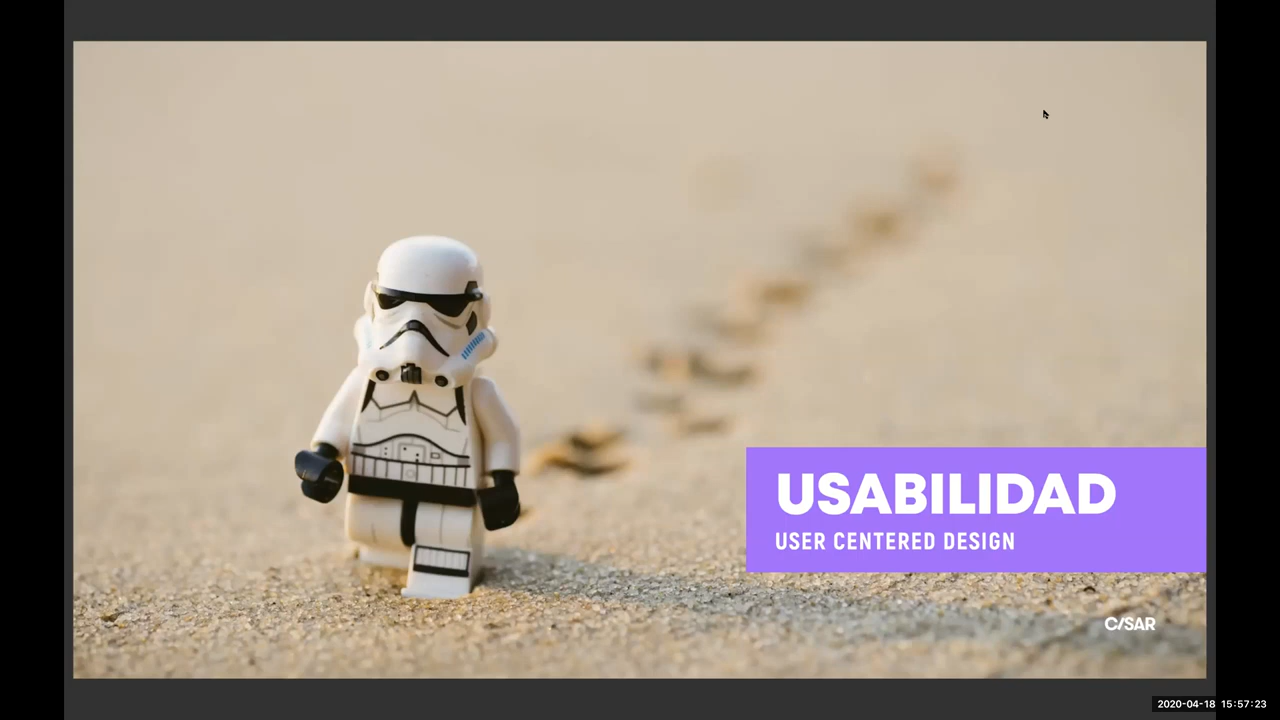 USABILIDAD
USER CENTERED DESIGN
C/SAR
2020-04-18 15:57:23